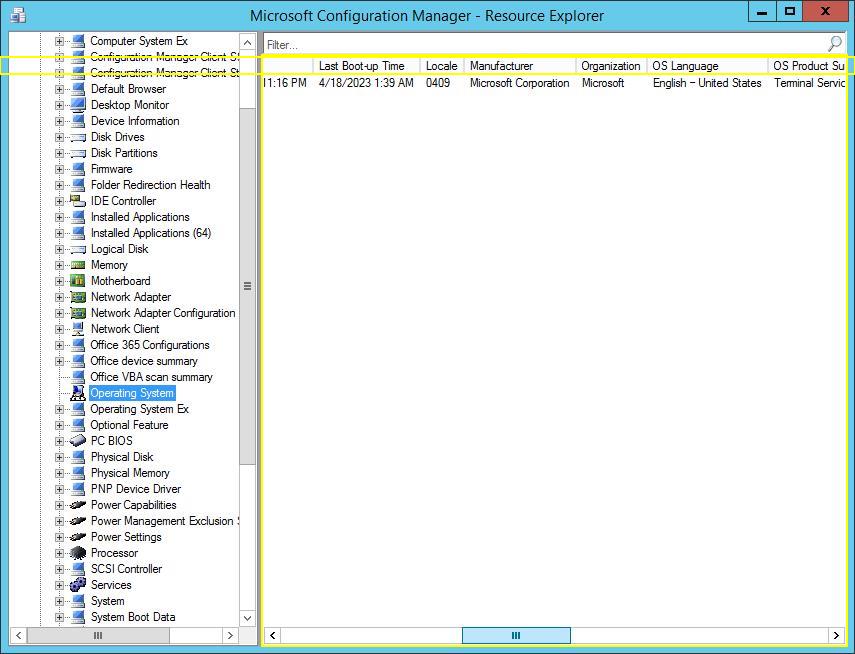 Microsoft Configuration Manager - Resource Explorer
X
Computer System Ex
Configuration Manager Client
Configuration Manager Client
Default Browser
Desktop Monitor
Device Information
Disk Drives
Disk Partitions
Firmware
Folder Redirection Health
IDE Controller
Installed Applications
Installed Applications (64)
Logical Disk
Memory
Motherboard
Network Adapter
Network Adapter Configuration
Network Client
Office 365 Configurations
Office device summary
Office VBA scan summary
Operating System
Operating System Ex
Optional Feature
PC BIOS
Physical Disk
Physical Memory
PNP Device Driver
Power Capabilities
Power Management Exclusion
Power Settings
Processor
SCSI Controller
Services
System
System Boot Data
Filter...
Last Boot-up Time Locale Manufacturer Organization OS Language OS Product Su
1:16 PM 4/18/2023 1:39 AM 0409 Microsoft Corporation Microsoft English – United States Terminal Servic